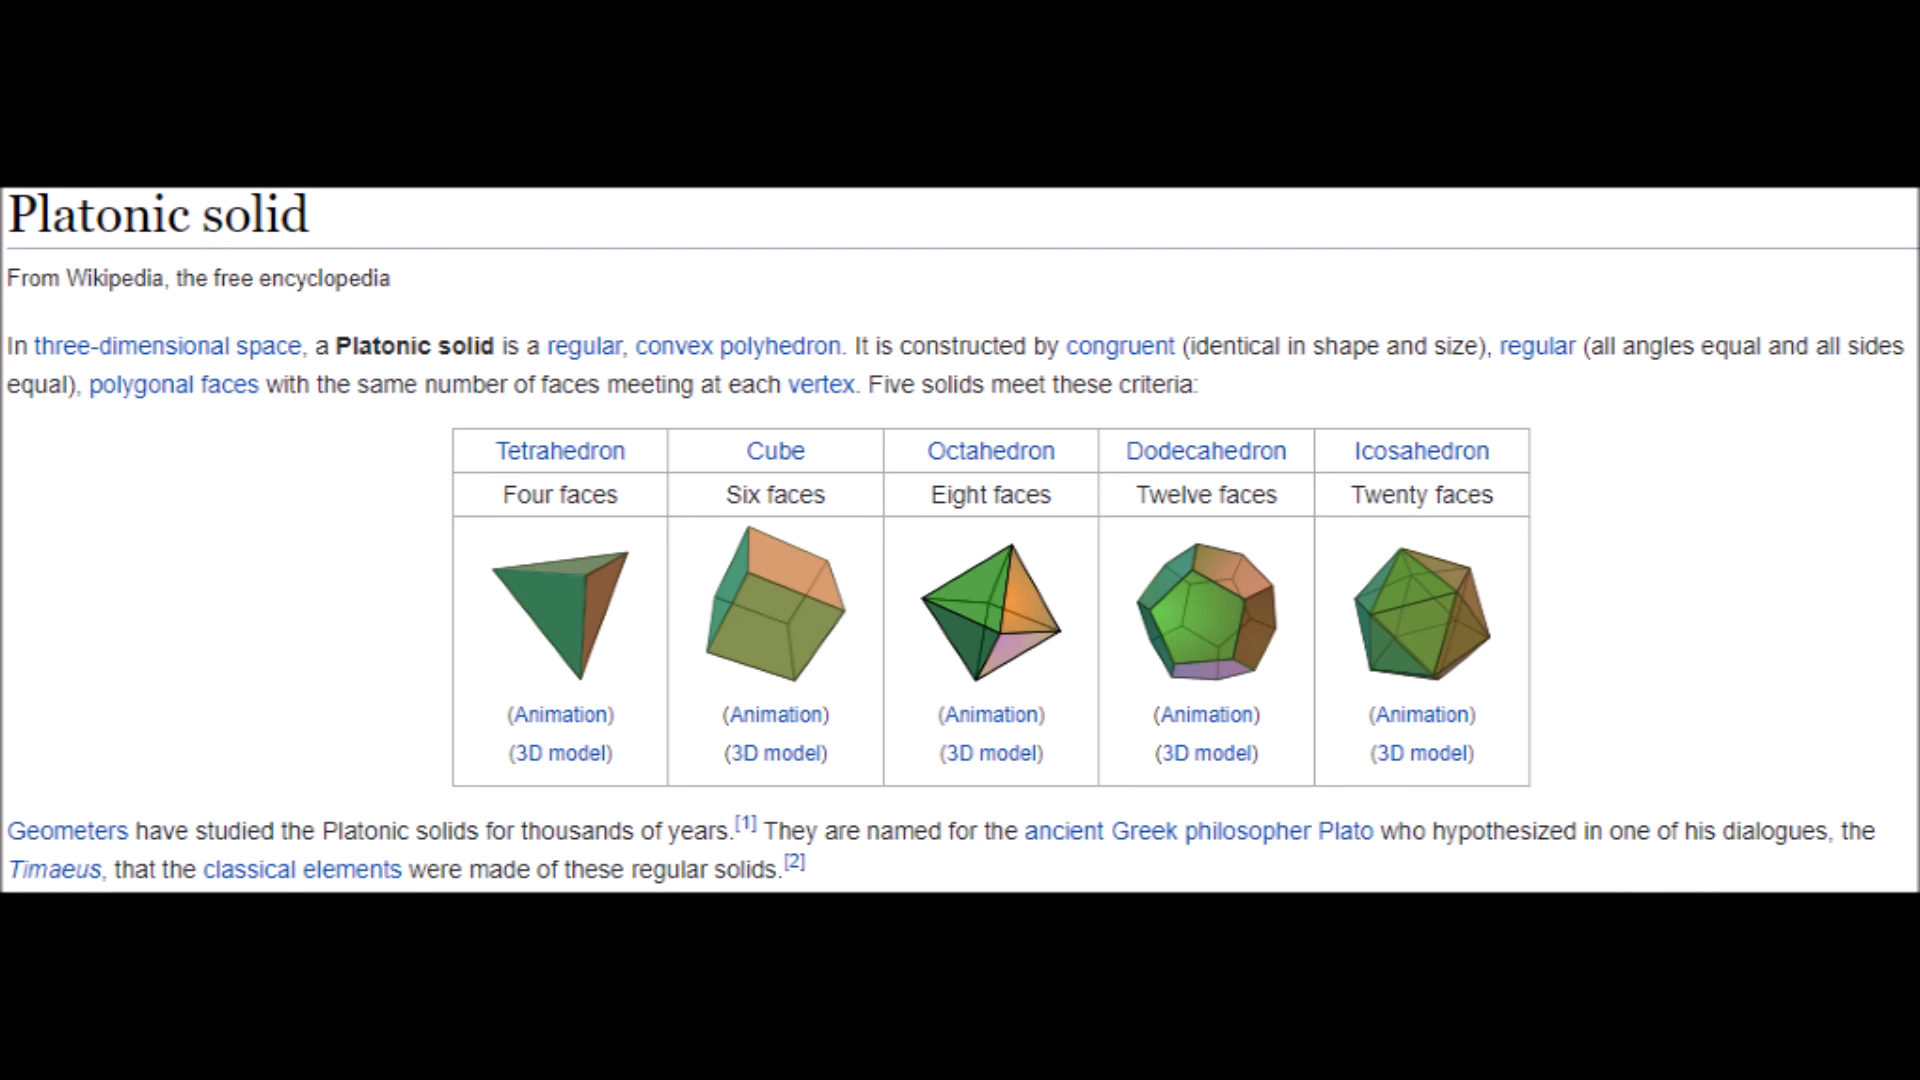 Platonic solid
From Wikipedia, the free encyclopedia
In three-dimensional space, a Platonic solid is a regular, convex polyhedron. It is constructed by congruent (identical in shape and size), regular (all angles equal and all sides
equal), polygonal faces with the same number of faces meeting at each vertex. Five solids meet these criteria:
Tetrahedron Cube Octahedron Dodecahedron Icosahedron
Four faces Six faces Eight faces Twelve faces Twenty faces
(Animation) (Animation) (Animation) (Animation) (Animation)
(3D model) (3D model) (3D model) (3D model) (3D model)
Geometers have studied the Platonic solids for thousands of years.[1] They are named for the ancient Greek philosopher Plato who hypothesized in one of his dialogues, the
Timaeus, that the classical elements were made of these regular solids.[2]